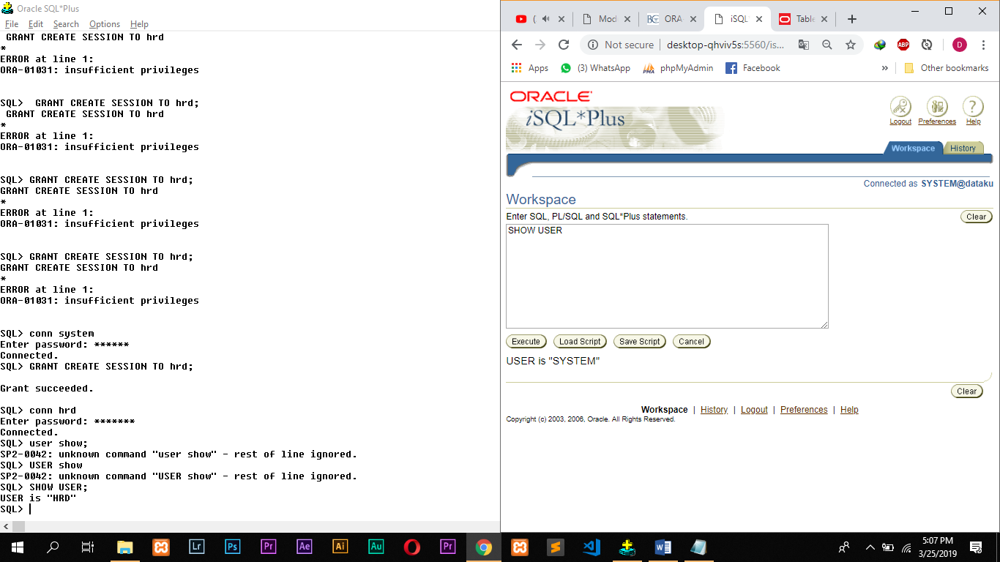 Oracle SQL*Plus
File Edit Search Options Help
GRANT CREATE SESSION TO hrd
*
ERROR at line 1:
ORA-01031: insufficient privileges
SQL>  GRANT CREATE SESSION TO hrd;
GRANT CREATE SESSION TO hrd
*
ERROR at line 1:
ORA-01031: insufficient privileges
SQL> GRANT CREATE SESSION TO hrd;
GRANT CREATE SESSION TO hrd
*
ERROR at line 1:
ORA-01031: insufficient privileges
SQL> GRANT CREATE SESSION TO hrd;
GRANT CREATE SESSION TO hrd
*
ERROR at line 1:
ORA-01031: insufficient privileges
SQL> conn system
Enter password: ******
Connected.
SQL> GRANT CREATE SESSION TO hrd;
Grant succeeded.
SQL> conn hrd
Enter password: *******
Connected.
SQL> user show;
SP2-0042: unknown command "user show" - rest of line ignored.
SQL> USER show
SP2-0042: unknown command "USER show" - rest of line ignored.
SQL> SHOW USER;
USER is "HRD"
SQL>
( Mod ORA- iSQL* Table
Not secure | desktop-qhviv5s:5560/is... ABP D
Apps (3) WhatsApp PMA phpMyAdmin Facebook » Other bookmarks
ORACLE
iSQL*Plus
Logout Preferences Help
Workspace History
Connected as SYSTEM@dataku
Workspace
Enter SQL, PL/SQL and SQL*Plus statements. Clear
SHOW USER
Execute Load Script Save Script Cancel
USER is "SYSTEM"
Clear
Workspace | History | Logout | Preferences | Help
Copyright (c) 2003, 2006, Oracle. All Rights Reserved.
Lr Ps Pr Ae Ai Au Pr
5:07 PM
3/25/2019